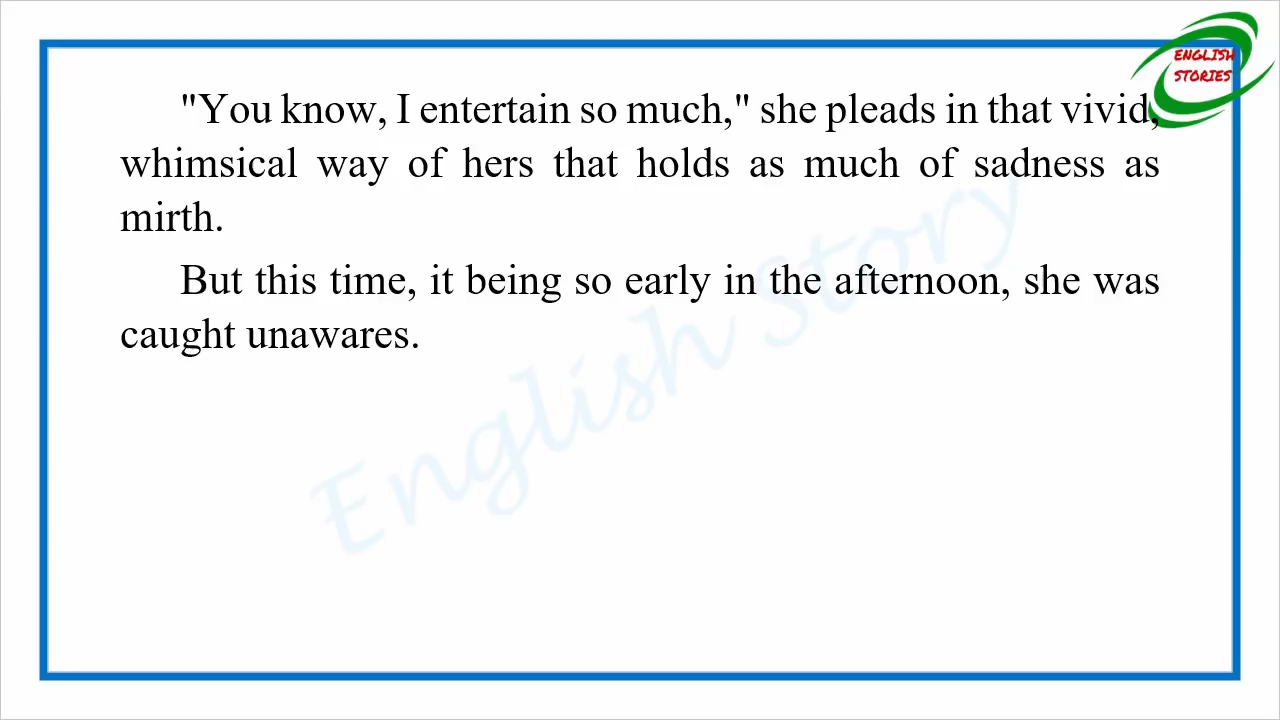 ENGLISH
STORIES
"You know, I entertain so much," she pleads in that vivid,
whimsical way of hers that holds as much of sadness as
mirth.
But this time, it being so early in the afternoon, she was
caught unawares.
English Story